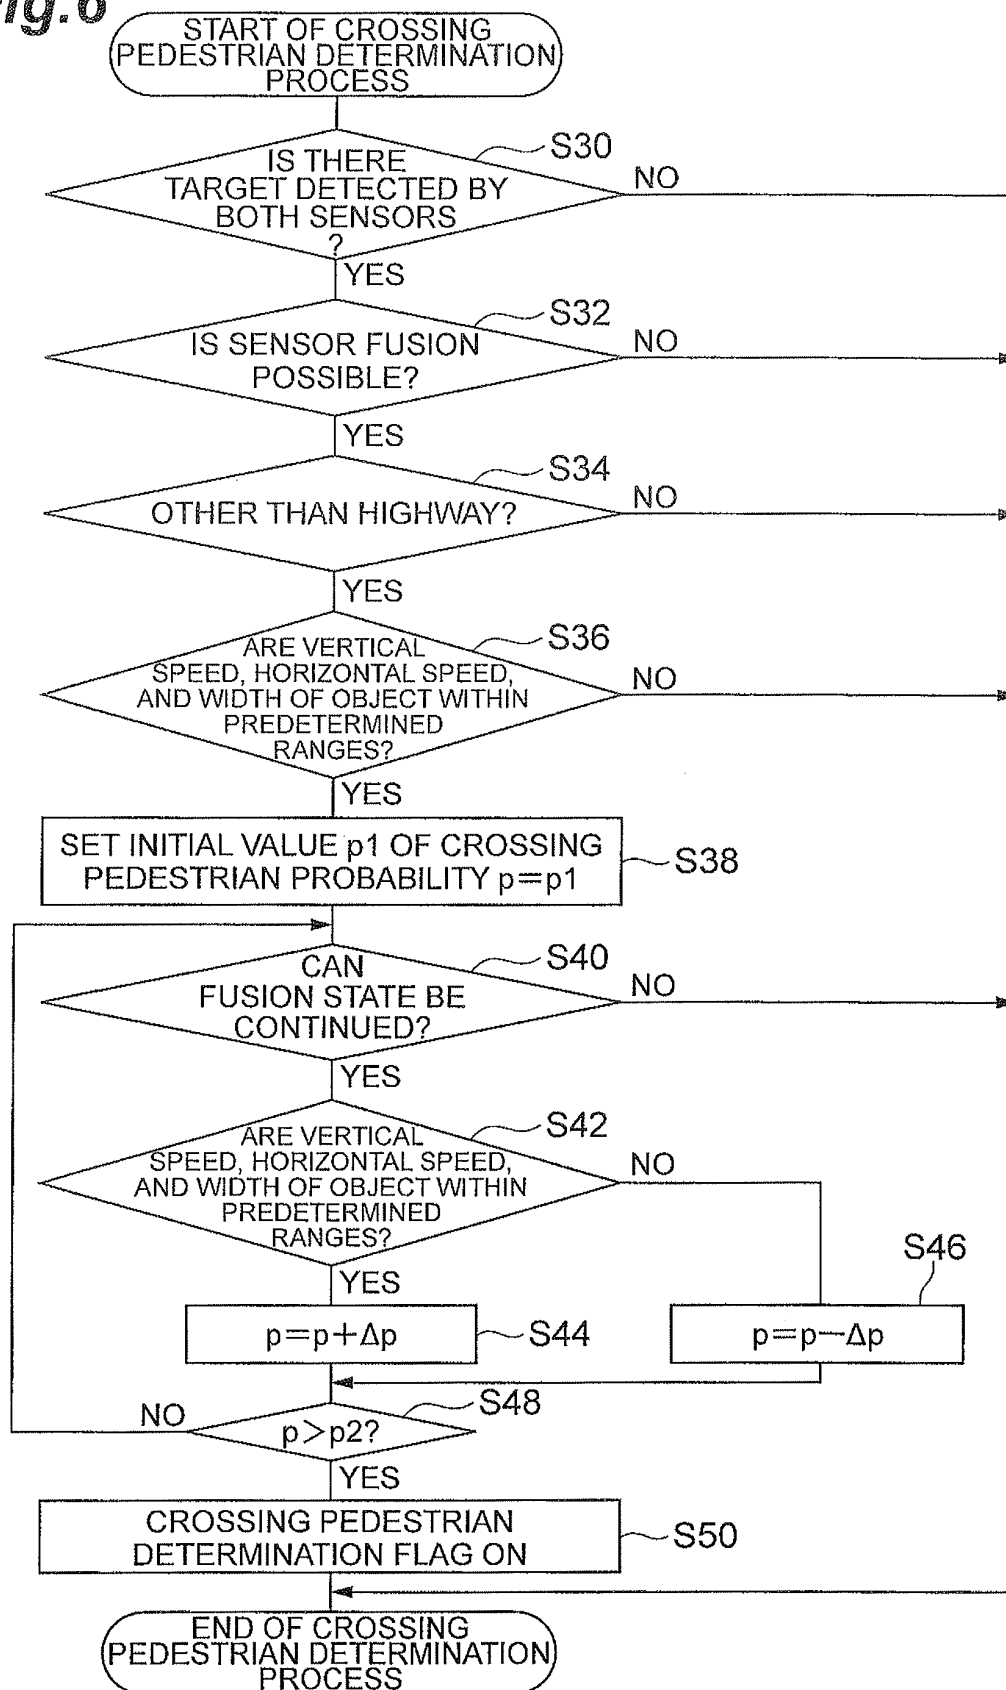 Fig.6
START OF CROSSING
PEDESTRIAN DETERMINATION
PROCESS
S30
IS THERE
TARGET DETECTED BY
BOTH SENSORS
?
NO
YES
S32
IS SENSOR FUSION
POSSIBLE?
NO
YES
S34
OTHER THAN HIGHWAY?
NO
YES
S36
ARE VERTICAL
SPEED, HORIZONTAL SPEED,
AND WIDTH OF OBJECT WITHIN
PREDETERMINED
RANGES?
NO
YES
SET INITIAL VALUE p1 OF CROSSING
PEDESTRIAN PROBABILITY p=p1
S38
S40
CAN
FUSION STATE BE
CONTINUED?
NO
YES
S42
ARE VERTICAL
SPEED, HORIZONTAL SPEED,
AND WIDTH OF OBJECT WITHIN
PREDETERMINED
RANGES?
NO
YES
S46
p=p+Δp
S44
p=p−Δp
S48
NO
p>p2?
YES
CROSSING PEDESTRIAN
DETERMINATION FLAG ON
S50
END OF CROSSING
PEDESTRIAN DETERMINATION
PROCESS